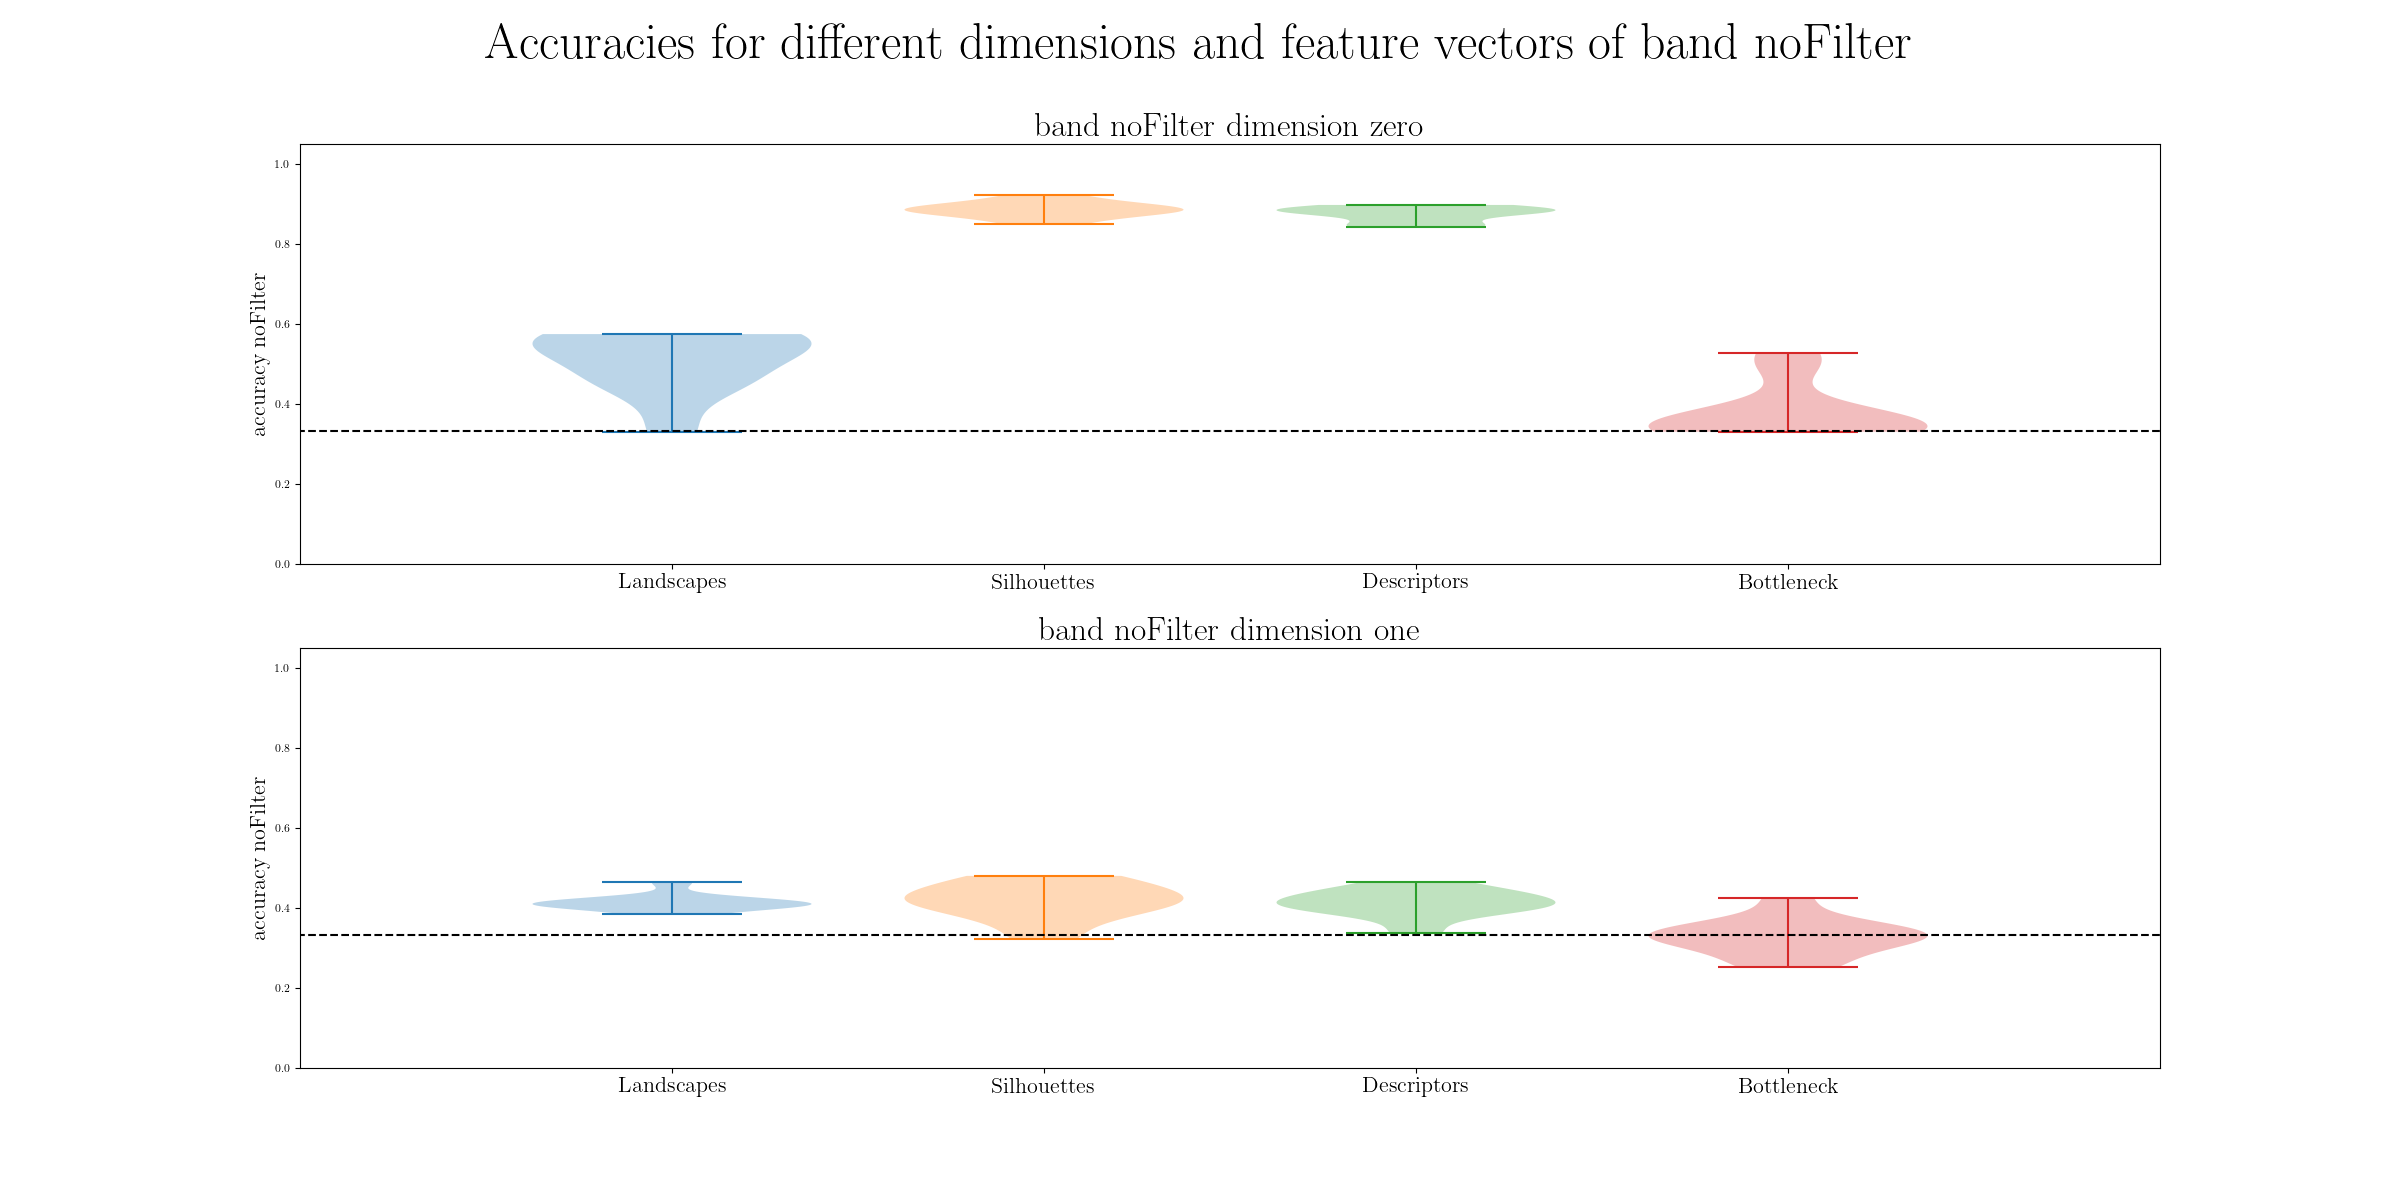 Accuracies for different dimensions and feature vectors of band noFilter
band noFilter dimension zero
accuracy noFilter
1.0
0.8
0.6
0.4
0.2
0.0
Landscapes Silhouettes Descriptors Bottleneck
band noFilter dimension one
accuracy noFilter
1.0
0.8
0.6
0.4
0.2
0.0
Landscapes Silhouettes Descriptors Bottleneck